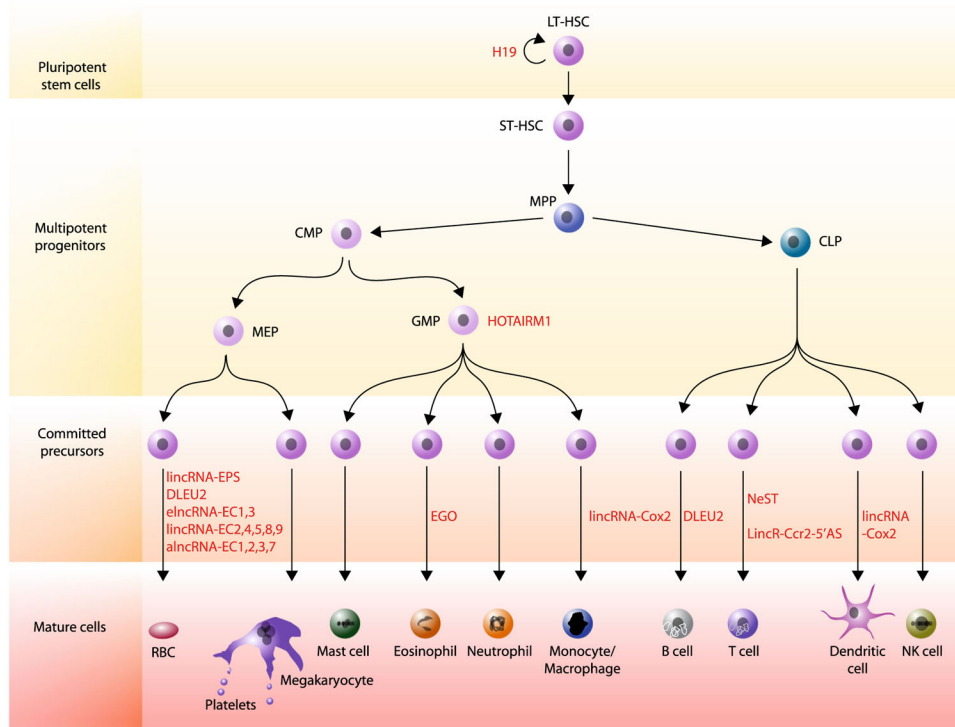 LT-HSC
H19
Pluripotent
stem cells
ST-HSC
MPP
Multipotent
progenitors
CMP
CLP
MEP
GMP
HOTAIRM1
Committed
precursors
lincRNA-EPS
DLEU2
elncRNA-EC1,3
lincRNA-EC2,4,5,8,9
alncRNA-EC1,2,3,7
EGO
lincRNA-Cox2
DLEU2
NeST
LincR-Ccr2-5'AS
lincRNA
-Cox2
Mature cells
RBC
Platelets
Megakaryocyte
Mast cell
Eosinophil
Neutrophil
Monocyte/
Macrophage
B cell
T cell
Dendritic
cell
NK cell